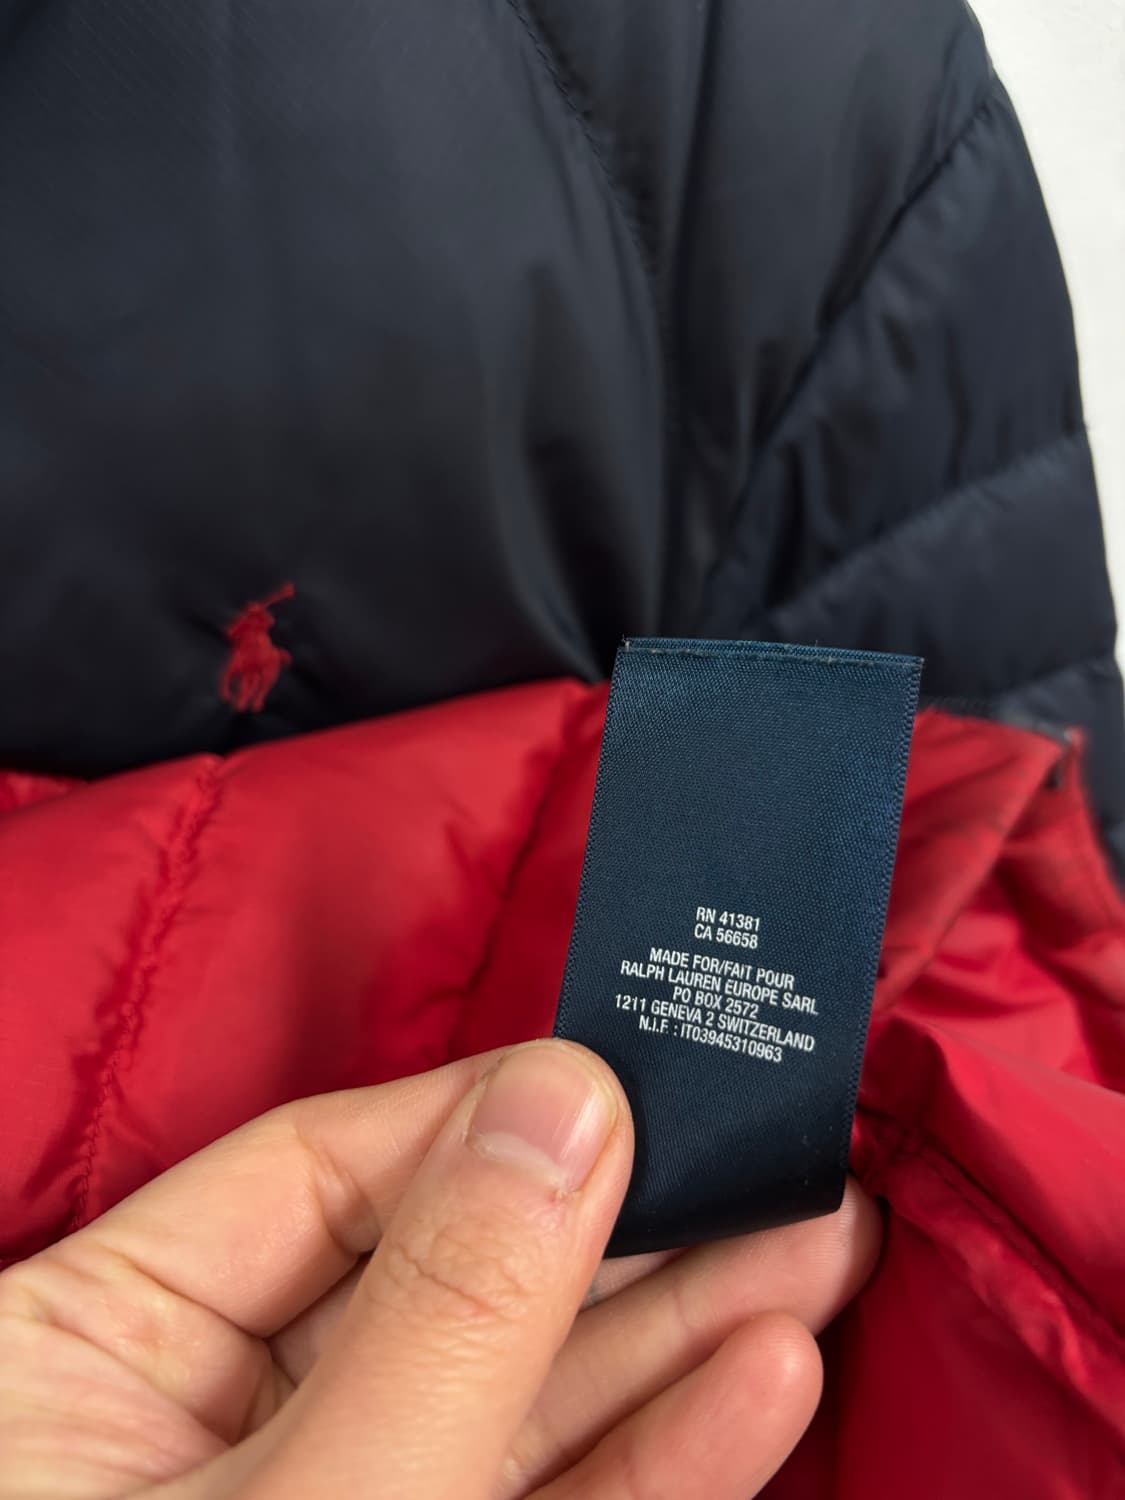 RN 41381
CA 56658
MADE FOR/FAIT POUR
RALPH LAUREN EUROPE SARL
PO BOX 2572
1211 GENEVA 2 SWITZERLAND
N.I.F. : IT03945310963